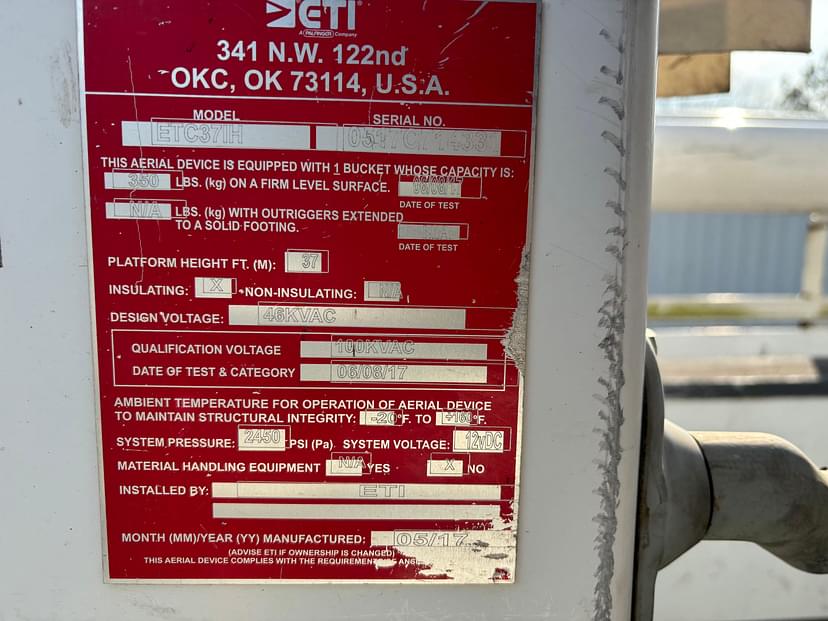 ETI
A PALFINGER Company
341 N.W. 122nd
OKC, OK 73114, U.S.A.
MODEL SERIAL NO.
ETC37IH
THIS AERIAL DEVICE IS EQUIPPED WITH 1 BUCKET WHOSE CAPACITY IS:
350 LBS. (kg) ON A FIRM LEVEL SURFACE. 06/08/17
DATE OF TEST
N/A LBS. (kg) WITH OUTRIGGERS EXTENDED
TO A SOLID FOOTING. N/A
DATE OF TEST
PLATFORM HEIGHT FT. (M): 37
INSULATING: X NON-INSULATING: N/A
DESIGN VOLTAGE: 46KVAC
QUALIFICATION VOLTAGE 100KVAC
DATE OF TEST & CATEGORY 06/08/17
AMBIENT TEMPERATURE FOR OPERATION OF AERIAL DEVICE
TO MAINTAIN STRUCTURAL INTEGRITY: -20°F. TO °F.
SYSTEM PRESSURE: 2450 PSI (Pa) SYSTEM VOLTAGE: 12vDC
MATERIAL HANDLING EQUIPMENT N/A YES X NO
INSTALLED BY: ETI
MONTH (MM)/YEAR (YY) MANUFACTURED: 05/17
(ADVISE ETI IF OWNERSHIP IS CHANGED)
THIS AERIAL DEVICE COMPLIES WITH THE REQUIREMENTS OF